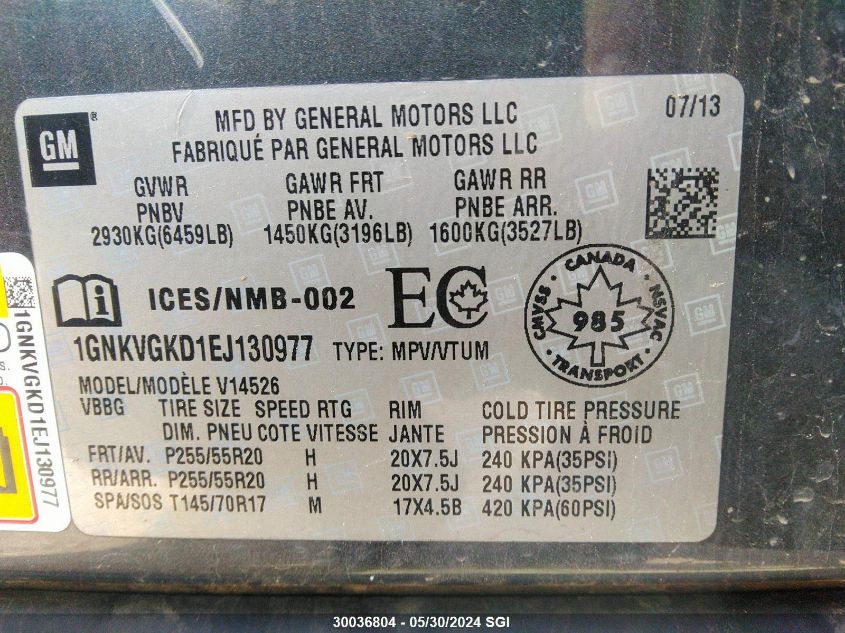 GM
MFD BY GENERAL MOTORS LLC
07/13
FABRIQUÉ PAR GENERAL MOTORS LLC
GVWR GAWR FRT GAWR RR
PNBV PNBE AV. PNBE ARR.
2930KG(6459LB) 1450KG(3196LB) 1600KG(3527LB)
ICES/NMB-002 EC
CANADA
CMVSS 985 NSVAC
TRANSPORT
1GNKVGKD1EJ130977 TYPE: MPV/VTUM
MODEL/MODÈLE V14526
VBBG TIRE SIZE SPEED RTG RIM COLD TIRE PRESSURE
DIM. PNEU COTE VITESSE JANTE PRESSION À FROID
FRT/AV. P255/55R20 H 20X7.5J 240 KPA(35PSI)
RR/ARR. P255/55R20 H 20X7.5J 240 KPA(35PSI)
SPA/SOS T145/70R17 M 17X4.5B 420 KPA(60PSI)
1GNKVGKD1EJ130977
30036804 - 05/30/2024 SGI